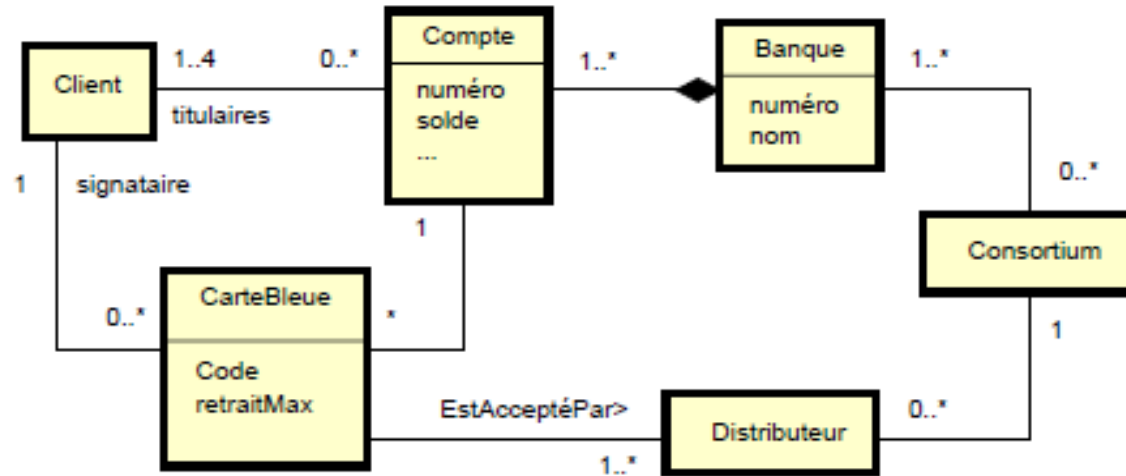 Client
1..4
titulaires
0..*
Compte
numéro
solde
...
1..*
Banque
numéro
nom
1..*
0..*
Consortium
1
signataire
1
0..*
CarteBleue
Code
retraitMax
*
EstAcceptéPar>
1..*
Distributeur
0..*
1